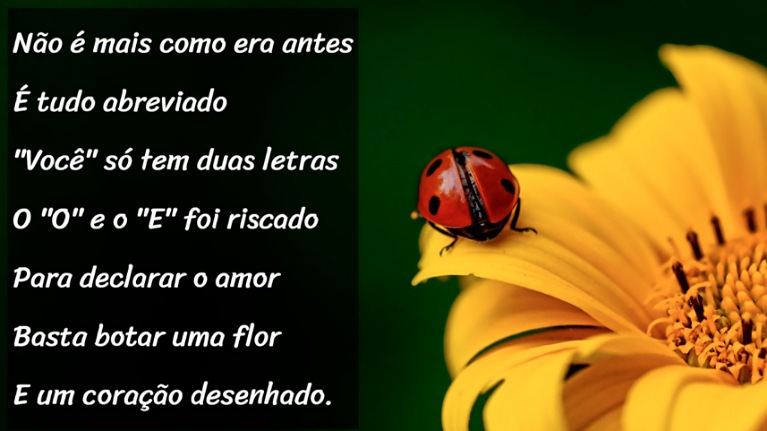 Não é mais como era antes
É tudo abreviado
"Você" só tem duas letras
O "O" e o "E" foi riscado
Para declarar o amor
Basta botar uma flor
E um coração desenhado.